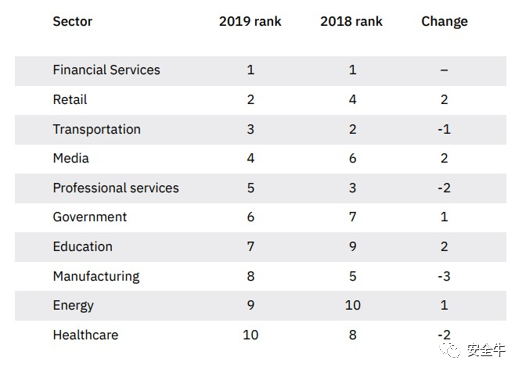 Sector 2019 rank 2018 rank Change
Financial Services 1 1 –
Retail 2 4 2
Transportation 3 2 -1
Media 4 6 2
Professional services 5 3 -2
Government 6 7 1
Education 7 9 2
Manufacturing 8 5 -3
Energy 9 10 1
Healthcare 10 8 -2
安全牛